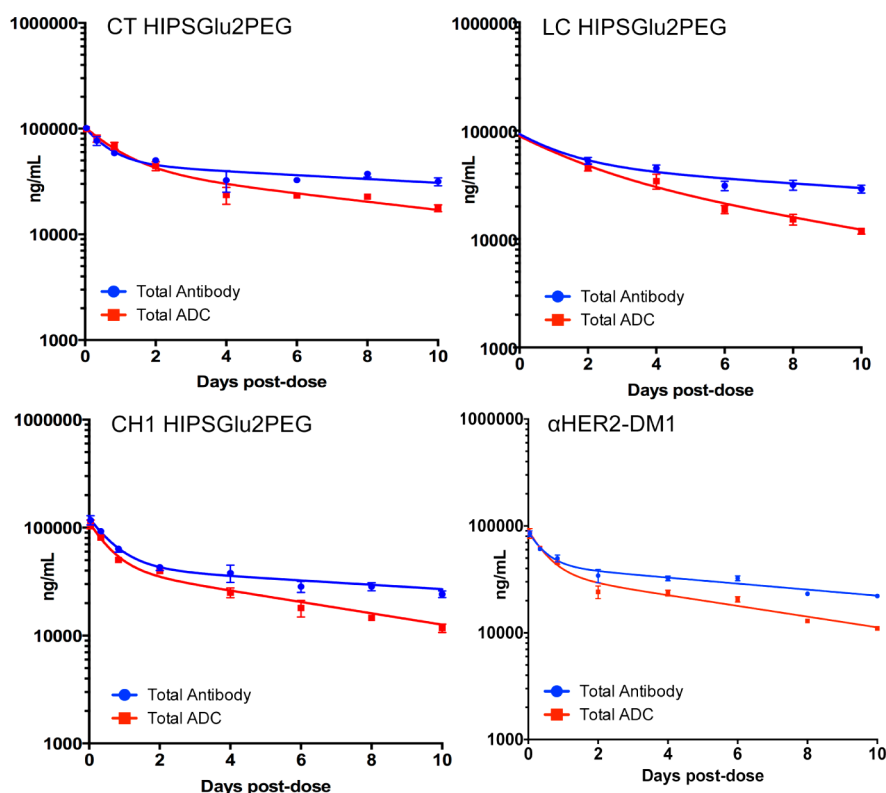 CT HIPSGlu2PEG
1000000
100000
10000
1000
ng/mL
Total Antibody
Total ADC
0 2 4 6 8 10
Days post-dose
LC HIPSGlu2PEG
1000000
100000
10000
1000
ng/mL
Total Antibody
Total ADC
0 2 4 6 8 10
Days post-dose
CH1 HIPSGlu2PEG
1000000
100000
10000
1000
ng/mL
Total Antibody
Total ADC
0 2 4 6 8 10
Days post-dose
αHER2-DM1
1000000
100000
10000
1000
ng/mL
Total Antibody
Total ADC
0 2 4 6 8 10
Days post-dose